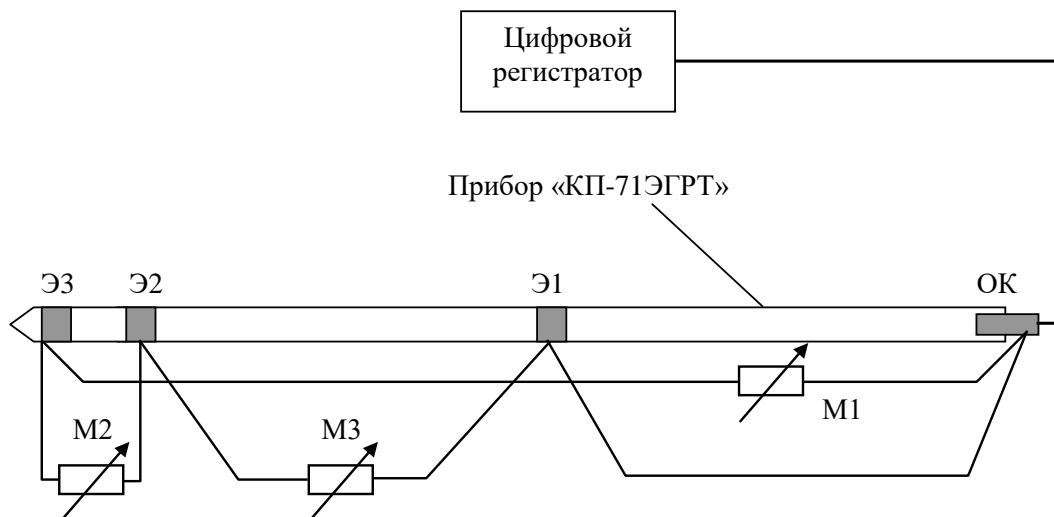 Цифровой
регистратор
Прибор «КП-71ЭГРТ»
Э3 Э2 Э1 ОК
М1
М2 М3